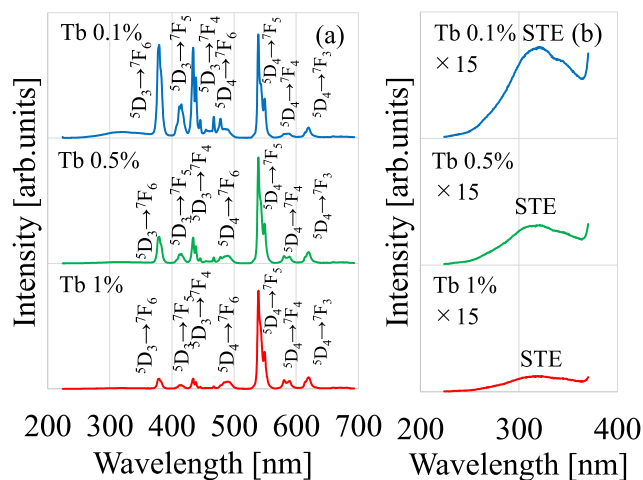 Tb 0.1%
⁵D₃→⁷F₆
⁵D₃→⁷F₅
⁵D₃→⁷F₄
⁵D₄→⁷F₆
⁵D₄→⁷F₅
⁵D₄→⁷F₄
⁵D₄→⁷F₃
(a)
Tb 0.5%
⁵D₃→⁷F₆
⁵D₃→⁷F₅
⁵D₃→⁷F₄
⁵D₄→⁷F₆
⁵D₄→⁷F₅
⁵D₄→⁷F₄
⁵D₄→⁷F₃
Tb 1%
⁵D₃→⁷F₆
⁵D₃→⁷F₅
⁵D₃→⁷F₄
⁵D₄→⁷F₆
⁵D₄→⁷F₅
⁵D₄→⁷F₄
⁵D₄→⁷F₃
Intensity [arb.units]
200 300 400 500 600 700
Wavelength [nm]
Tb 0.1% STE (b)
× 15
Tb 0.5%
× 15
STE
Tb 1%
× 15
STE
Intensity [arb.units]
200 300 400
Wavelength [nm]